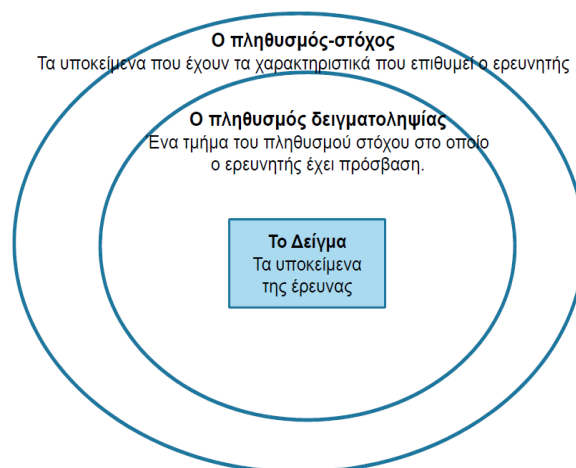 Ο πληθυσμός-στόχος
Τα υποκείμενα που έχουν τα χαρακτηριστικά που επιθυμεί ο ερευνητής
Ο πληθυσμός δειγματοληψίας
Ένα τμήμα του πληθυσμού στόχου στο οποίο
ο ερευνητής έχει πρόσβαση.
Το Δείγμα
Τα υποκείμενα
της έρευνας